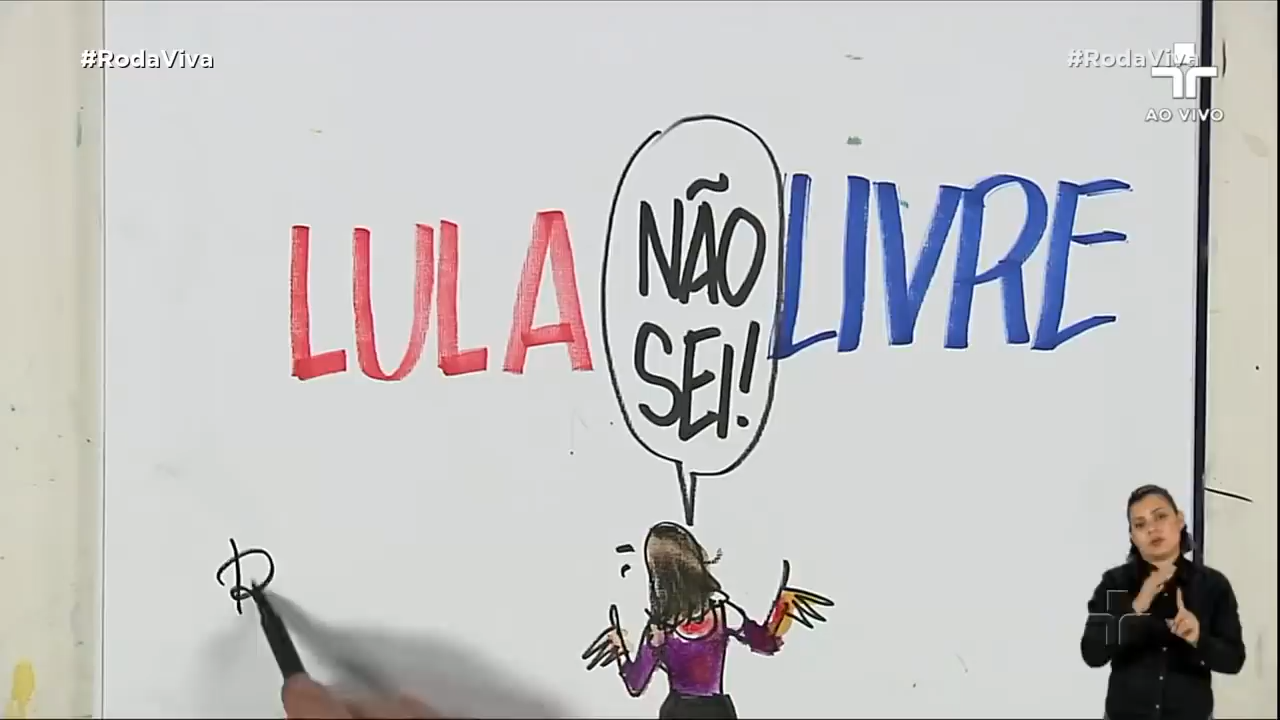 #RodaViva
#RodaViva
AO VIVO
LULA
NÃO
SEI!
LIVRE
R